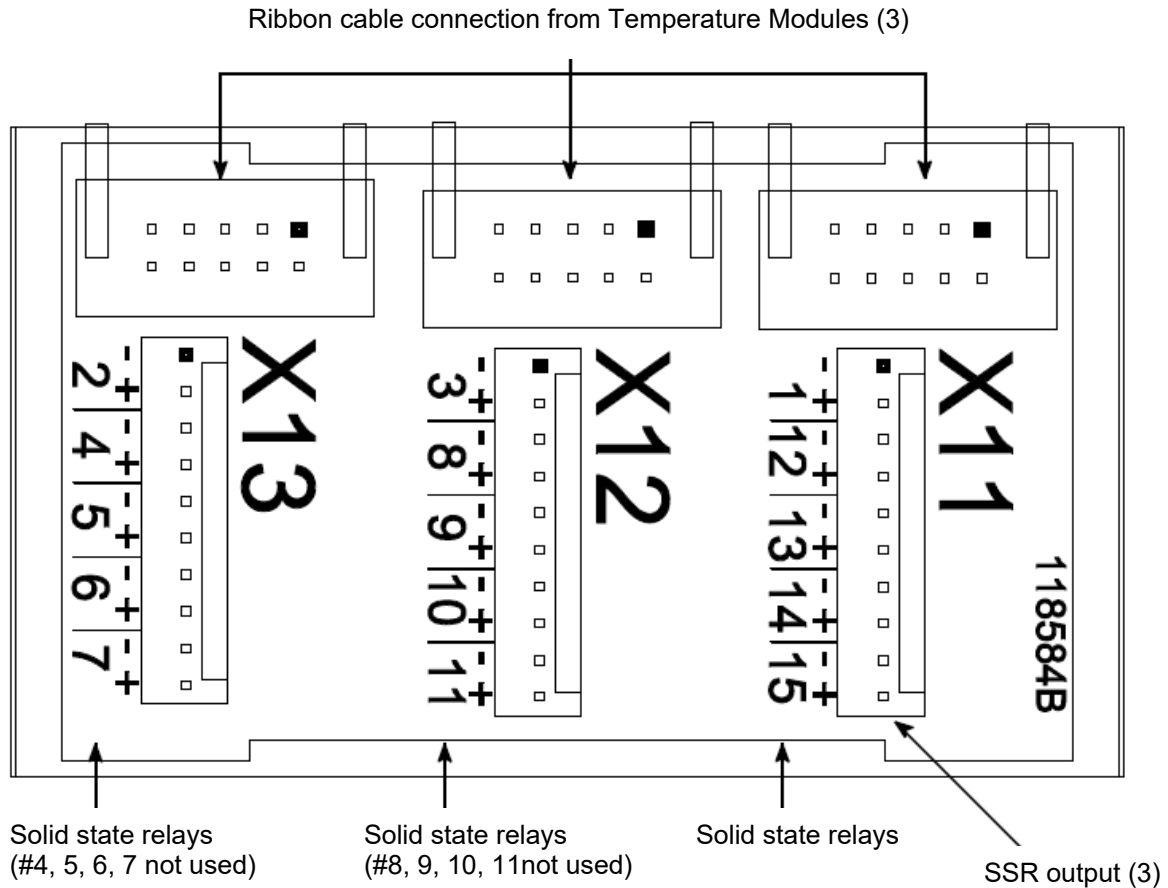 Ribbon cable connection from Temperature Modules (3)
X13
X12
X11
- 2 +
- 4 +
- 5 +
- 6 +
- 7 +
- 3 +
- 8 +
- 9 +
- 10 +
- 11 +
- 1 +
- 12 +
- 13 +
- 14 +
- 15 +
118584B
Solid state relays
(#4, 5, 6, 7 not used)
Solid state relays
(#8, 9, 10, 11not used)
Solid state relays
SSR output (3)